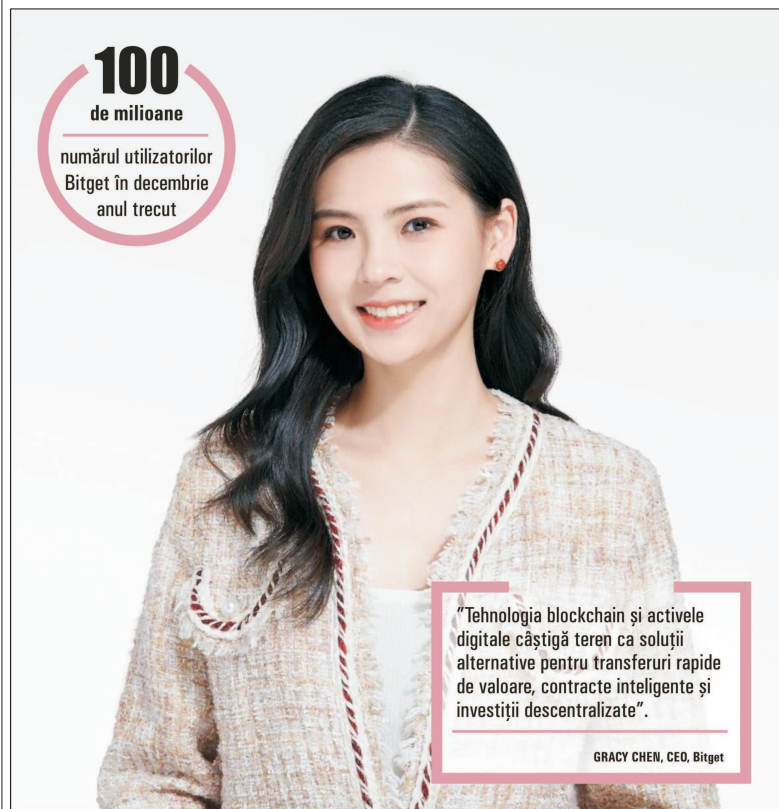 100
de milioane
numărul utilizatorilor
Bitget în decembrie
anul trecut
”Tehnologia blockchain și activele
digitale câștigă teren ca soluții
alternative pentru transferuri rapide
de valoare, contracte inteligente și
investiții descentralizate”.
GRACY CHEN, CEO, Bitget